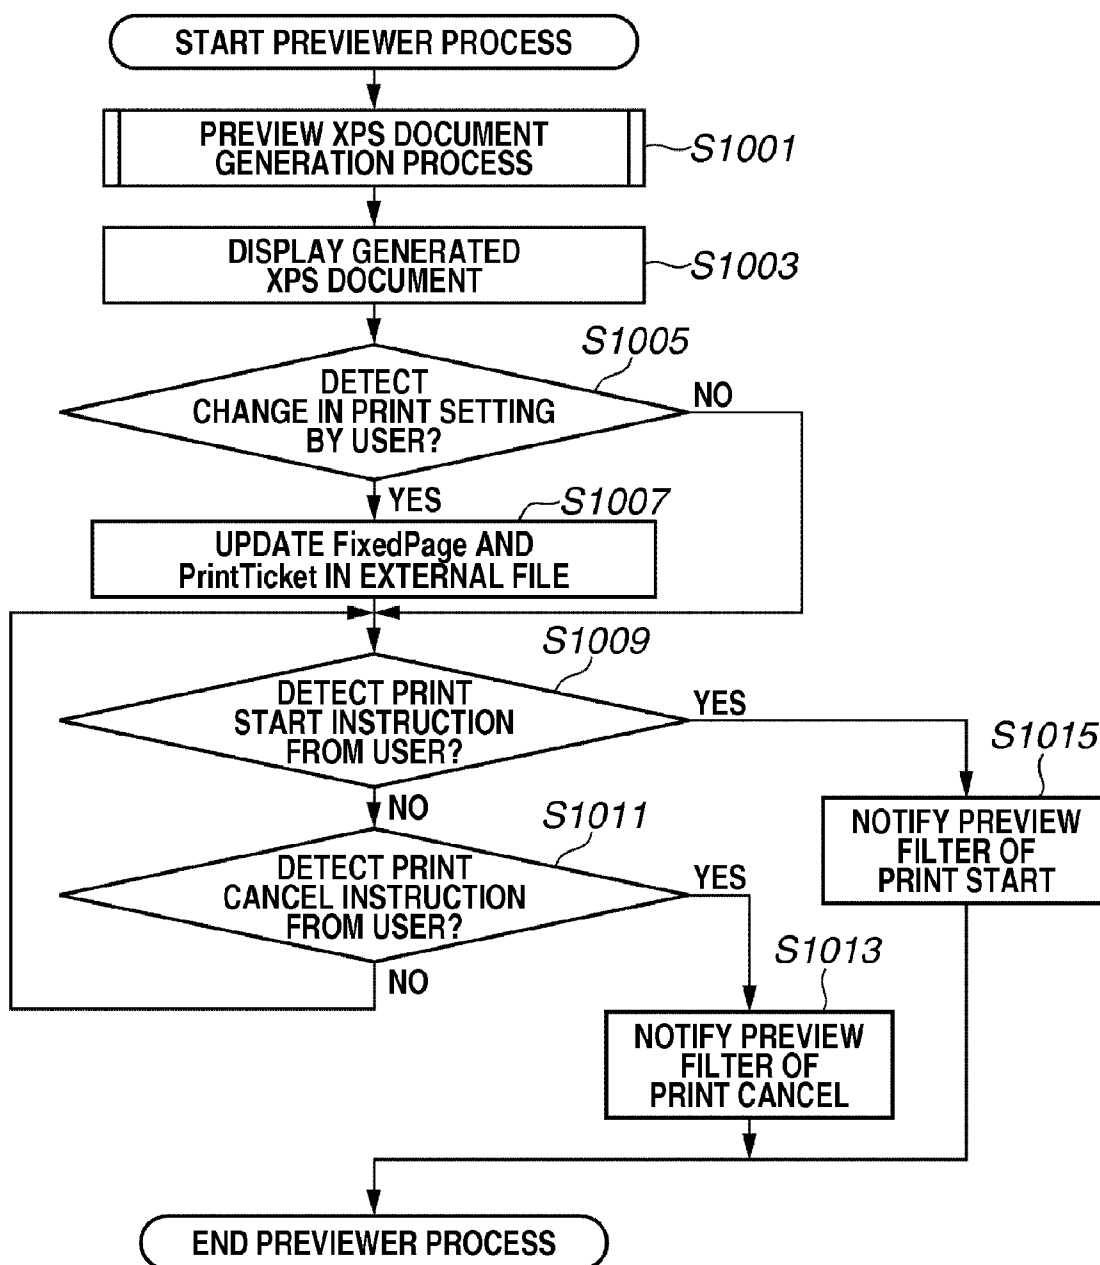 START PREVIEWER PROCESS
PREVIEW XPS DOCUMENT
GENERATION PROCESS
S1001
DISPLAY GENERATED
XPS DOCUMENT
S1003
S1005
DETECT
CHANGE IN PRINT SETTING
BY USER?
NO
YES
S1007
UPDATE FixedPage AND
PrintTicket IN EXTERNAL FILE
S1009
DETECT PRINT
START INSTRUCTION
FROM USER?
YES
S1015
NO
NOTIFY PREVIEW
FILTER OF
PRINT START
S1011
DETECT PRINT
CANCEL INSTRUCTION
FROM USER?
YES
NO
S1013
NOTIFY PREVIEW
FILTER OF
PRINT CANCEL
END PREVIEWER PROCESS